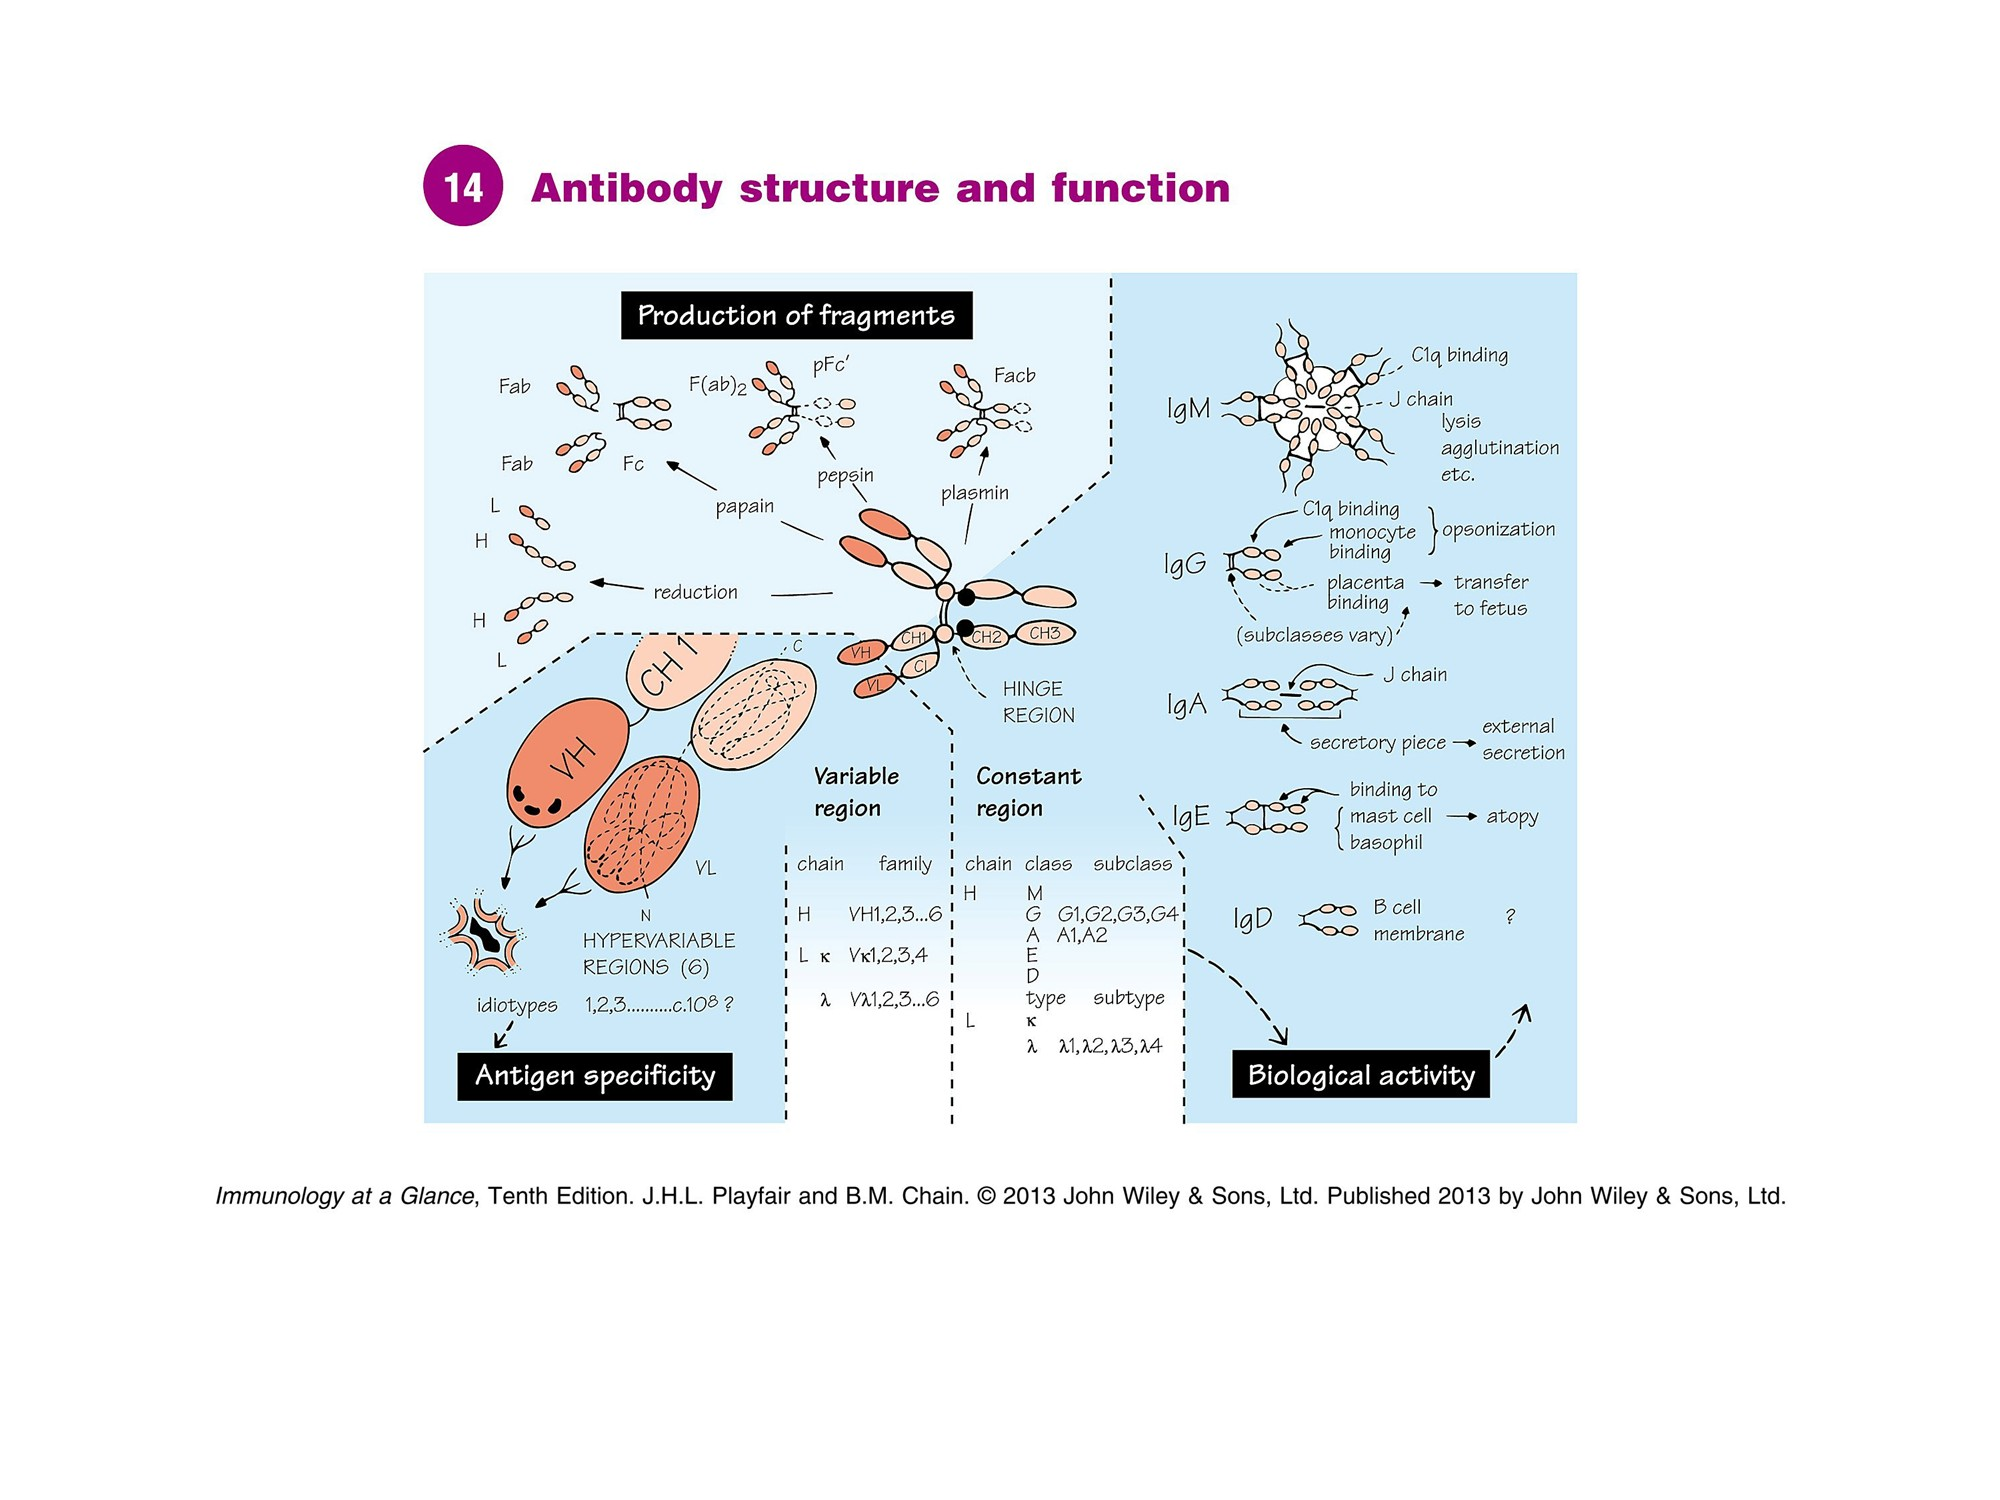 14 Antibody structure and function
Production of fragments
Fab
Fab
Fc
F(ab)2
pFc'
Facb
papain
pepsin
plasmin
L
H
reduction
H
L
VH
CH1
CH2
CH3
VL
CL
HINGE
REGION
CH1
C
VH
VL
N
HYPERVARIABLE
REGIONS (6)
idiotypes 1,2,3..........c.10⁸ ?
Antigen specificity
Variable
region
chain family
H VH1,2,3...6
L κ Vκ1,2,3,4
λ Vλ1,2,3...6
Constant
region
chain class subclass
H M
G G1,G2,G3,G4
A A1,A2
E
D
type subtype
L κ
λ λ1,λ2,λ3,λ4
IgM
C1q binding
J chain
lysis
agglutination
etc.
IgG
C1q binding
monocyte
binding
opsonization
placenta
binding
transfer
to fetus
(subclasses vary)
IgA
J chain
secretory piece
external
secretion
IgE
binding to
mast cell
basophil
atopy
IgD
B cell
membrane
?
Biological activity
Immunology at a Glance, Tenth Edition. J.H.L. Playfair and B.M. Chain. © 2013 John Wiley & Sons, Ltd. Published 2013 by John Wiley & Sons, Ltd.